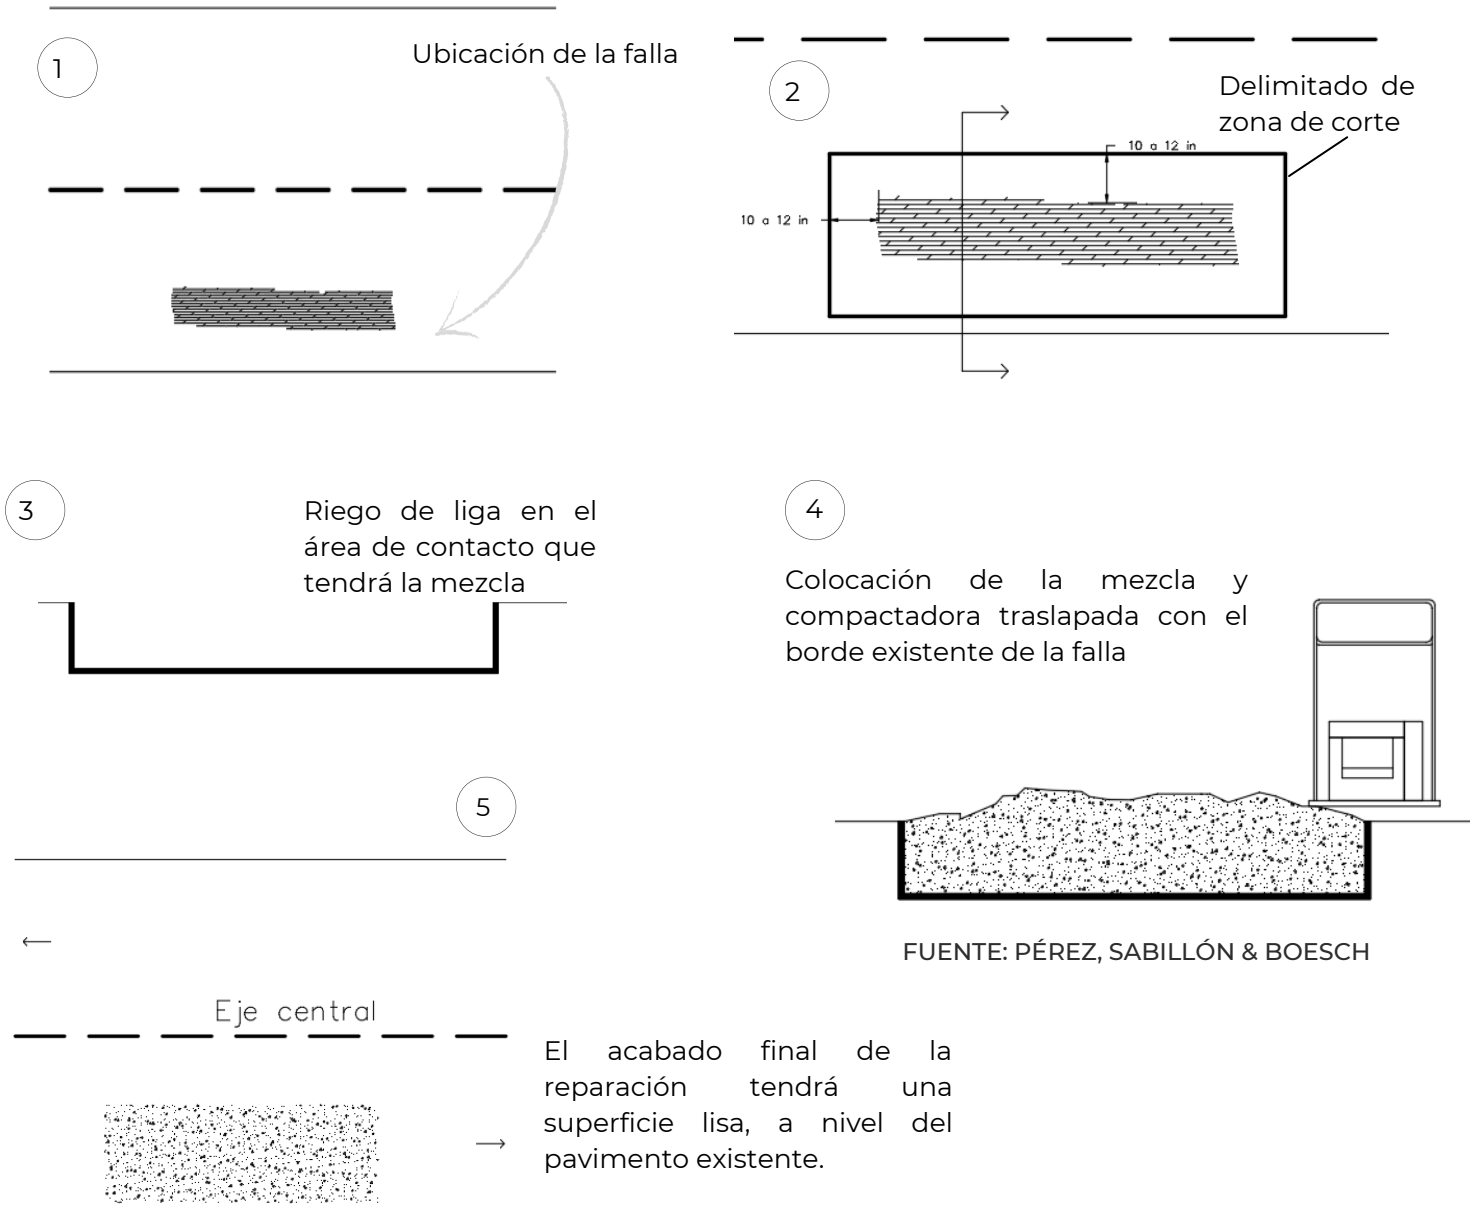 1
Ubicación de la falla
2
Delimitado de
zona de corte
10 a 12 in
10 a 12 in
3
Riego de liga en el
área de contacto que
tendrá la mezcla
4
Colocación de la mezcla y
compactadora traslapada con el
borde existente de la falla
FUENTE: PÉREZ, SABILLÓN & BOESCH
5
Eje central
El acabado final de la
reparación tendrá una
superficie lisa, a nivel del
pavimento existente.